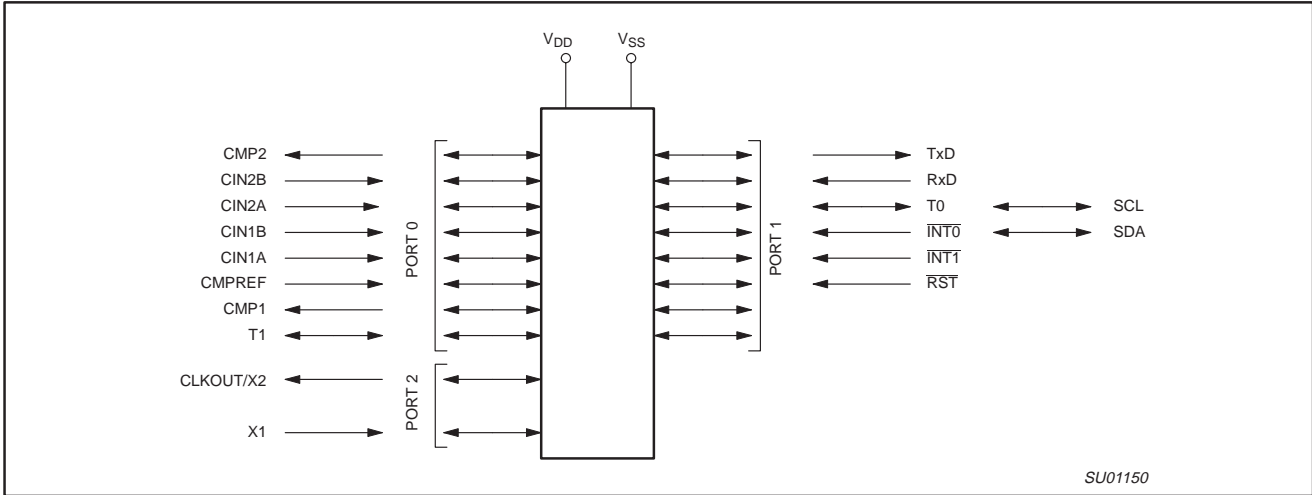 VDD VSS
CMP2
CIN2B
CIN2A
CIN1B
CIN1A
CMPREF
CMP1
T1
PORT 0
CLKOUT/X2
X1
PORT 2
PORT 1
TxD
RxD
T0 SCL
INT0 SDA
INT1
RST
SU01150